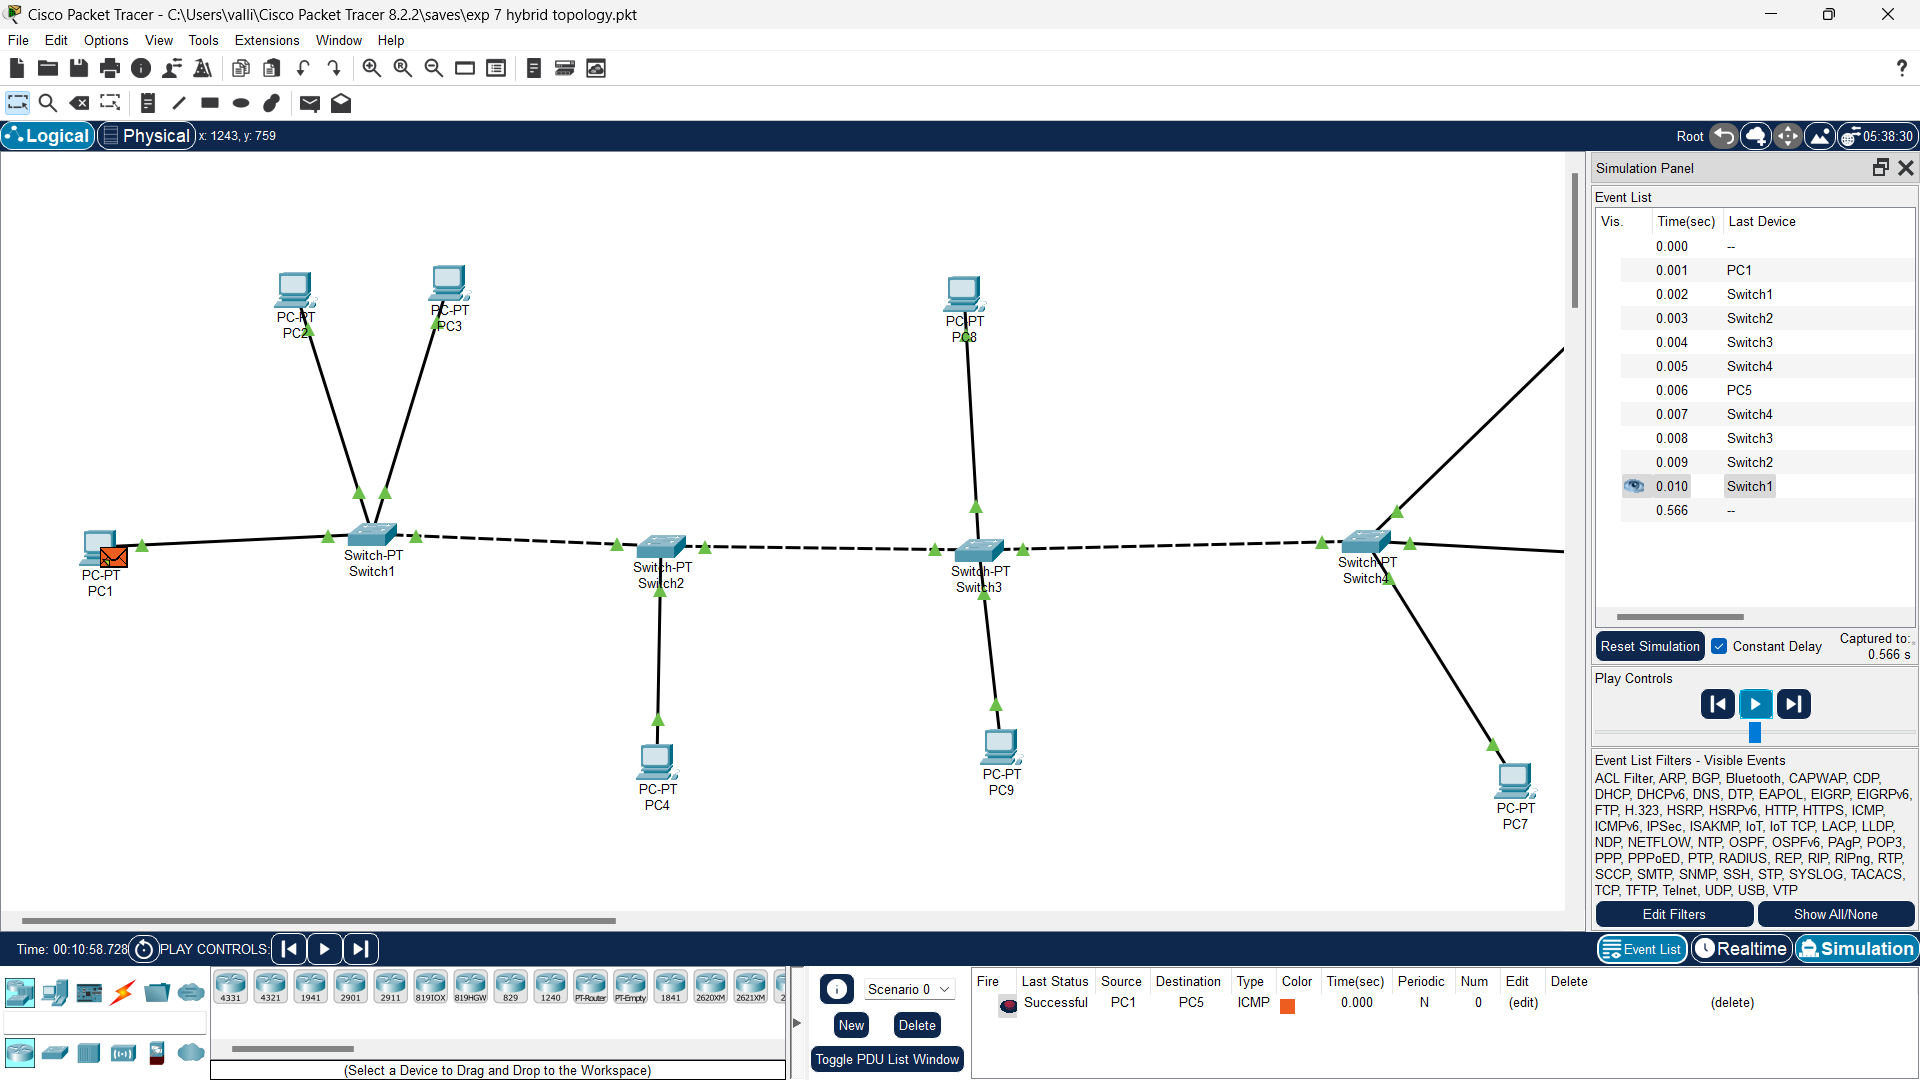 Cisco Packet Tracer - C:\Users\valli\Cisco Packet Tracer 8.2.2\saves\exp 7 hybrid topology.pkt
File Edit Options View Tools Extensions Window Help
?
Logical Physical x: 1243, y: 759 Root 05:38:30
Simulation Panel
Event List
Vis. Time(sec) Last Device
0.000 --
0.001 PC1
0.002 Switch1
0.003 Switch2
0.004 Switch3
0.005 Switch4
0.006 PC5
0.007 Switch4
0.008 Switch3
0.009 Switch2
0.010 Switch1
0.566 --
PC-PT
PC2
PC-PT
PC3
PC-PT
PC8
PC-PT
PC1
Switch-PT
Switch1
Switch-PT
Switch2
Switch-PT
Switch3
Switch-PT
Switch4
PC-PT
PC4
PC-PT
PC9
PC-PT
PC7
Reset Simulation Constant Delay Captured to:
0.566 s
Play Controls
Event List Filters - Visible Events
ACL Filter, ARP, BGP, Bluetooth, CAPWAP, CDP,
DHCP, DHCPv6, DNS, DTP, EAPOL, EIGRP, EIGRPv6,
FTP, H.323, HSRP, HSRPv6, HTTP, HTTPS, ICMP,
ICMPv6, IPSec, ISAKMP, IoT, IoT TCP, LACP, LLDP,
NDP, NETFLOW, NTP, OSPF, OSPFv6, PAgP, POP3,
PPP, PPPoED, PTP, RADIUS, REP, RIP, RIPng, RTP,
SCCP, SMTP, SNMP, SSH, STP, SYSLOG, TACACS,
TCP, TFTP, Telnet, UDP, USB, VTP
Edit Filters Show All/None
Time: 00:10:58.728 PLAY CONTROLS: Event List Realtime Simulation
4331 4321 1941 2901 2911 819IOX 819HGW 829 1240 PT-Router PT-Empty 1841 2620XM 2621XM 2
(Select a Device to Drag and Drop to the Workspace)
Scenario 0
New Delete
Toggle PDU List Window
Fire Last Status Source Destination Type Color Time(sec) Periodic Num Edit Delete
Successful PC1 PC5 ICMP 0.000 N 0 (edit) (delete)